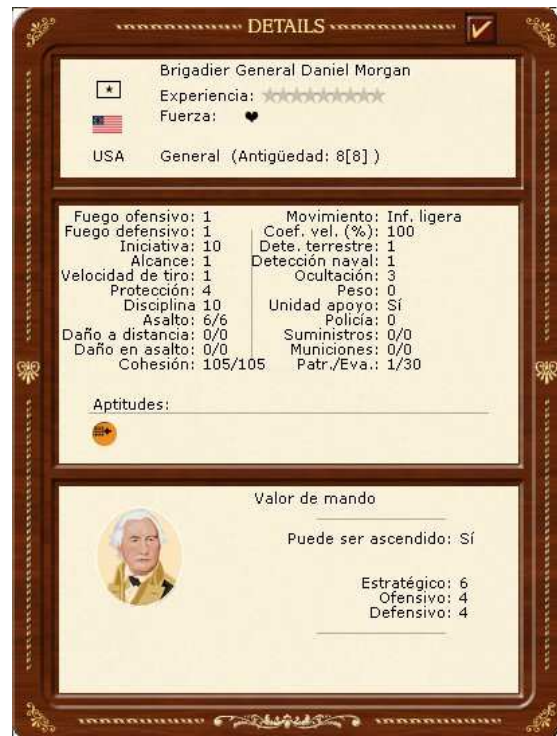 DETAILS
Brigadier General Daniel Morgan
Experiencia:
Fuerza:
USA General (Antigüedad: 8[8] )
Fuego ofensivo: 1 Movimiento: Inf. ligera
Fuego defensivo: 1 Coef. vel. (%): 100
Iniciativa: 10 Dete. terrestre: 1
Alcance: 1 Detección naval: 1
Velocidad de tiro: 1 Ocultación: 3
Protección: 4 Peso: 0
Disciplina 10 Unidad apoyo: Sí
Asalto: 6/6 Policía: 0
Daño a distancia: 0/0 Suministros: 0/0
Daño en asalto: 0/0 Municiones: 0/0
Cohesión: 105/105 Patr./Eva.: 1/30
Aptitudes:
Valor de mando
Puede ser ascendido: Sí
Estratégico: 6
Ofensivo: 4
Defensivo: 4